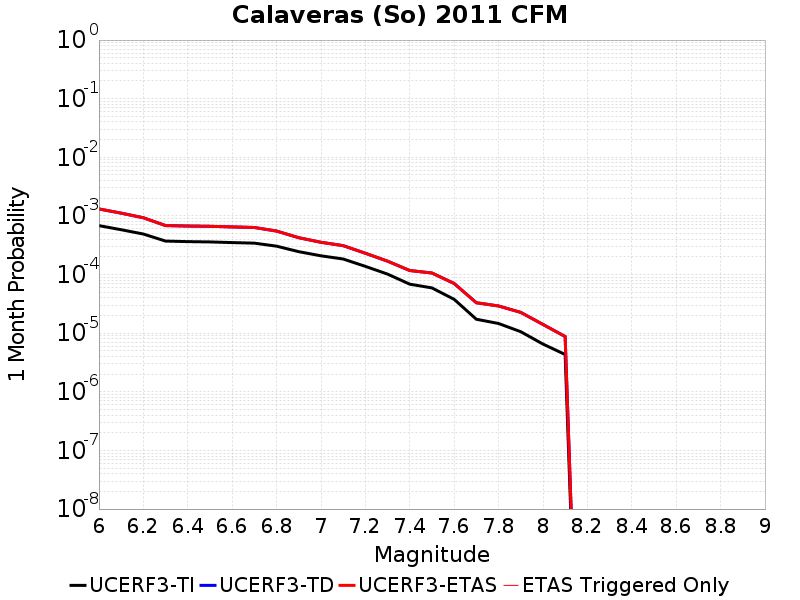 Calaveras (So) 2011 CFM
1 Month Probability
10^0
10^-1
10^-2
10^-3
10^-4
10^-5
10^-6
10^-7
10^-8
6 6.2 6.4 6.6 6.8 7 7.2 7.4 7.6 7.8 8 8.2 8.4 8.6 8.8 9
Magnitude
UCERF3-TI UCERF3-TD UCERF3-ETAS ETAS Triggered Only